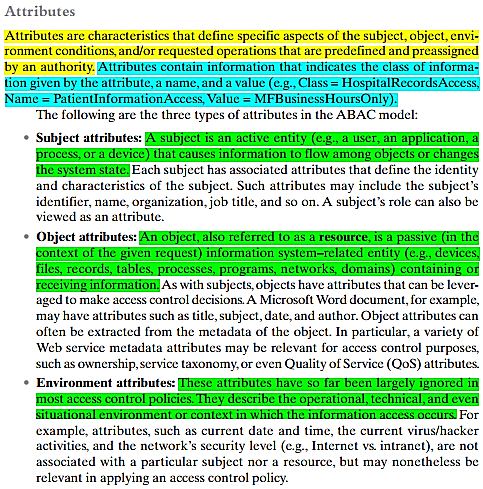 Attributes
Attributes are characteristics that define specific aspects of the subject, object, envi-
ronment conditions, and/or requested operations that are predefined and preassigned
by an authority. Attributes contain information that indicates the class of informa-
tion given by the attribute, a name, and a value (e.g., Class = HospitalRecordsAccess,
Name = PatientInformationAccess, Value = MFBusinessHoursOnly).
The following are the three types of attributes in the ABAC model:
• Subject attributes: A subject is an active entity (e.g., a user, an application, a
process, or a device) that causes information to flow among objects or changes
the system state. Each subject has associated attributes that define the identity
and characteristics of the subject. Such attributes may include the subject's
identifier, name, organization, job title, and so on. A subject's role can also be
viewed as an attribute.
• Object attributes: An object, also referred to as a resource, is a passive (in the
context of the given request) information system–related entity (e.g., devices,
files, records, tables, processes, programs, networks, domains) containing or
receiving information. As with subjects, objects have attributes that can be lever-
aged to make access control decisions. A Microsoft Word document, for example,
may have attributes such as title, subject, date, and author. Object attributes can
often be extracted from the metadata of the object. In particular, a variety of
Web service metadata attributes may be relevant for access control purposes,
such as ownership, service taxonomy, or even Quality of Service (QoS) attributes.
• Environment attributes: These attributes have so far been largely ignored in
most access control policies. They describe the operational, technical, and even
situational environment or context in which the information access occurs. For
example, attributes, such as current date and time, the current virus/hacker
activities, and the network's security level (e.g., Internet vs. intranet), are not
associated with a particular subject nor a resource, but may nonetheless be
relevant in applying an access control policy.